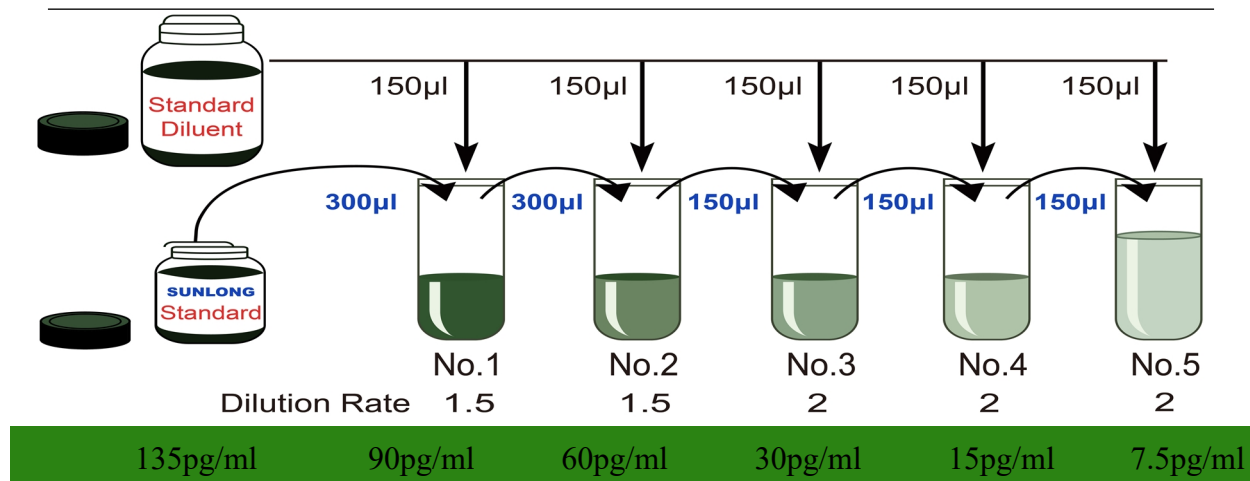 150μl 150μl 150μl 150μl 150μl
Standard
Diluent
300μl 300μl 150μl 150μl 150μl
SUNLONG
Standard
No.1 No.2 No.3 No.4 No.5
Dilution Rate 1.5 1.5 2 2 2
135pg/ml 90pg/ml 60pg/ml 30pg/ml 15pg/ml 7.5pg/ml